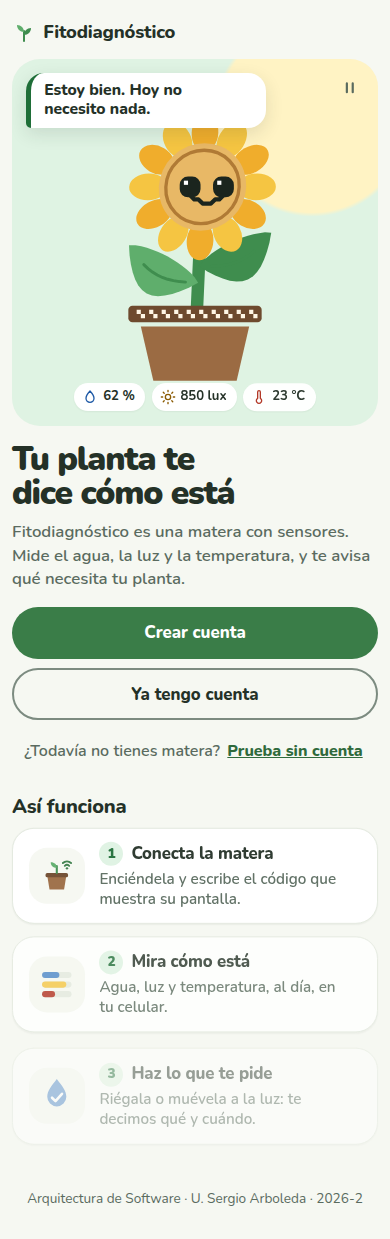 Fitodiagnóstico
Estoy bien. Hoy no
necesito nada.
62 %
850 lux
23 °C
Tu planta te
dice cómo está
Fitodiagnóstico es una matera con sensores.
Mide el agua, la luz y la temperatura, y te avisa
qué necesita tu planta.
Crear cuenta
Ya tengo cuenta
¿Todavía no tienes matera? Prueba sin cuenta
Así funciona
1 Conecta la matera
Enciéndela y escribe el código que
muestra su pantalla.
2 Mira cómo está
Agua, luz y temperatura, al día, en
tu celular.
3 Haz lo que te pide
Riégala o muévela a la luz: te
decimos qué y cuándo.
Arquitectura de Software · U. Sergio Arboleda · 2026-2